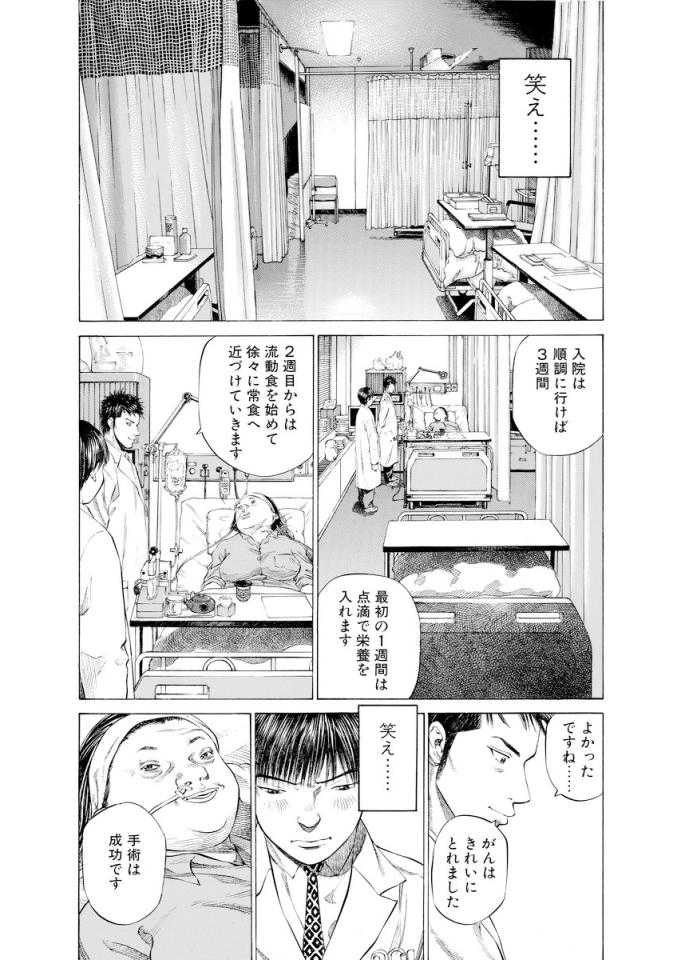 笑え……
入院は
順調に行けば
3週間
最初の1週間は
点滴で栄養を
入れます
2週目からは
流動食を始めて
徐々に常食へ
近づけていきます
よかった
ですね……
がんは
きれいに
とれました
笑え……
手術は
成功です